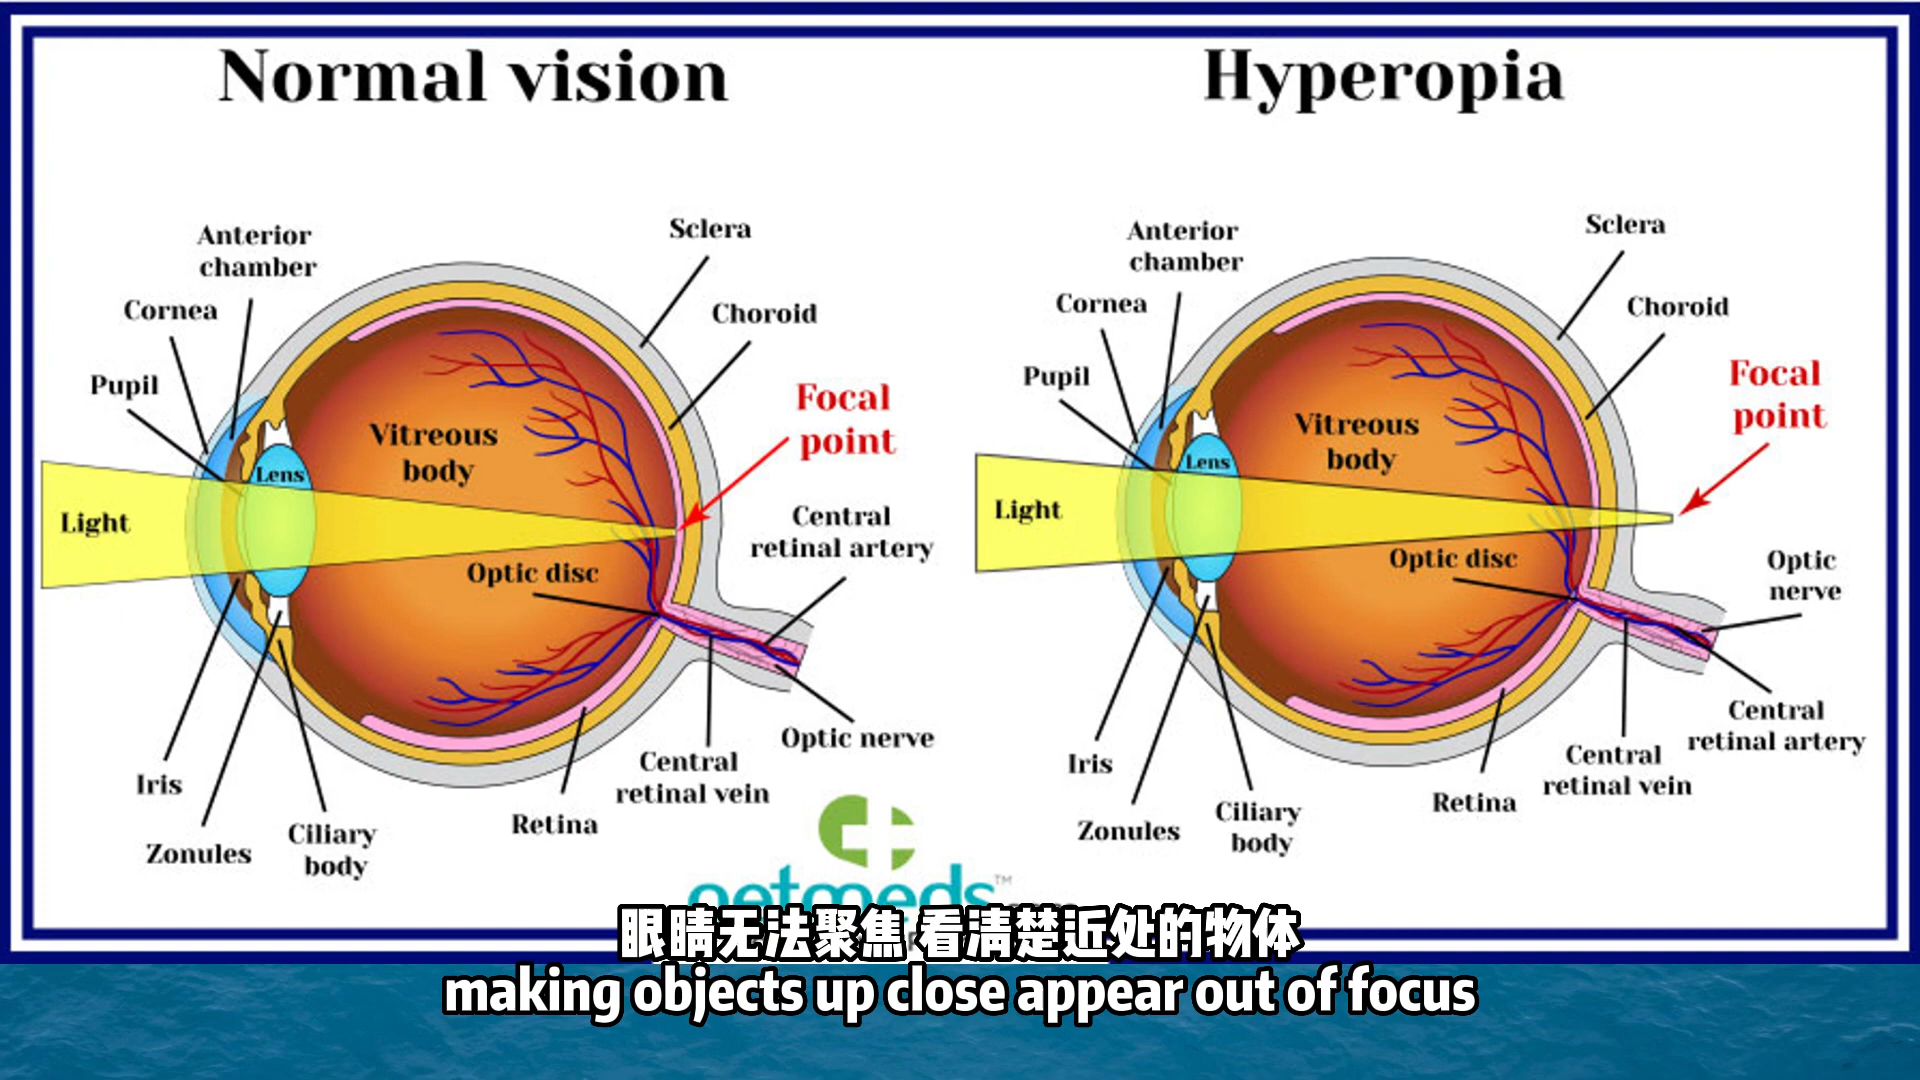 Normal vision
Hyperopia
Anterior
chamber
Cornea
Pupil
Sclera
Choroid
Focal
point
Vitreous
body
Lens
Light
Central
retinal artery
Optic disc
Optic nerve
Central
retinal vein
Retina
Iris
Zonules
Ciliary
body
Anterior
chamber
Cornea
Pupil
Sclera
Choroid
Focal
point
Vitreous
body
Lens
Light
Optic disc
Optic
nerve
Central
retinal artery
Central
retinal vein
Retina
Iris
Zonules
Ciliary
body
netmeds™
眼睛无法聚焦 看清楚近处的物体
making objects up close appear out of focus